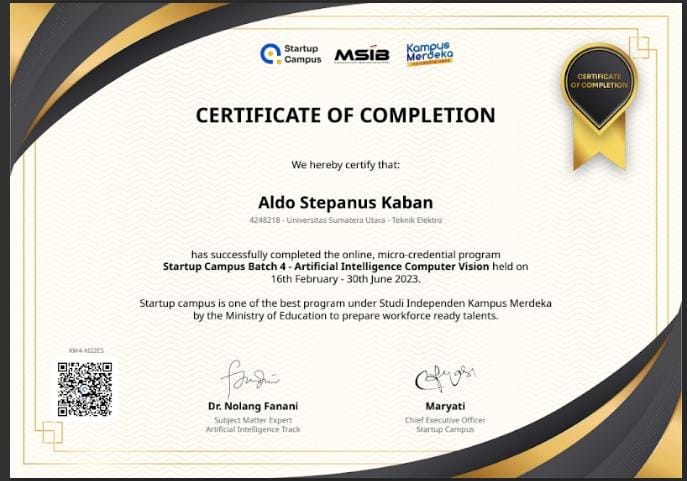 Startup
Campus
MSIB
Kampus
Merdeka
CERTIFICATE
OF COMPLETION
CERTIFICATE OF COMPLETION
We hereby certify that:
Aldo Stepanus Kaban
4248218 - Universitas Sumatera Utara - Teknik Elektro
has successfully completed the online, micro-credential program
Startup Campus Batch 4 - Artificial Intelligence Computer Vision held on
16th February - 30th June 2023.
Startup campus is one of the best program under Studi Independen Kampus Merdeka
by the Ministry of Education to prepare workforce ready talents.
KM4-AI22ES
Dr. Nolang Fanani
Subject Matter Expert
Artificial Intelligence Track
Maryati
Chief Executive Officer
Startup Campus